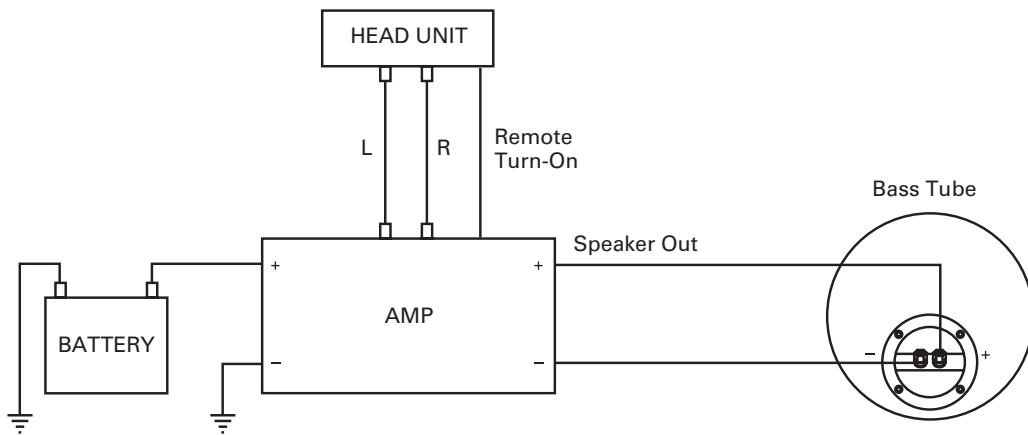 HEAD UNIT
L
R
Remote
Turn-On
Bass Tube
Speaker Out
+
+
AMP
BATTERY
–
–
–
+